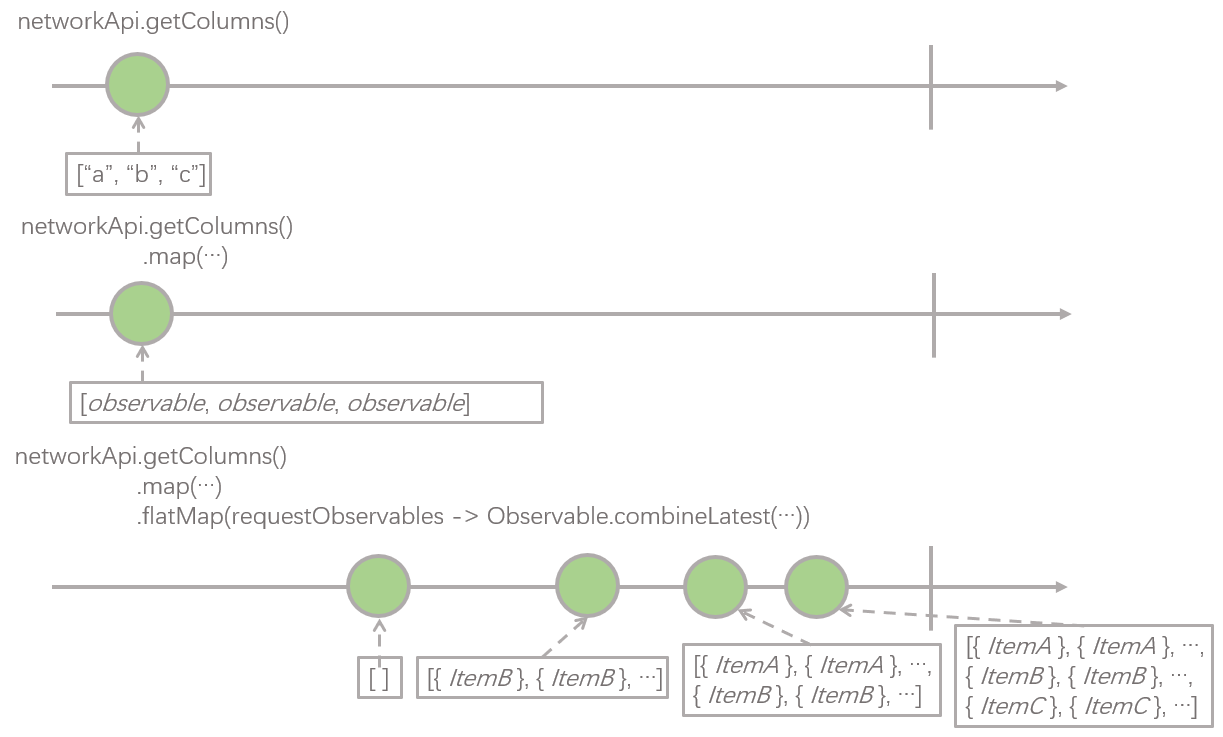 networkApi.getColumns()
[“a”, “b”, “c”]
networkApi.getColumns()
.map(···)
[observable, observable, observable]
networkApi.getColumns()
.map(···)
.flatMap(requestObservables -> Observable.combineLatest(···))
[ ]
[{ ItemB }, { ItemB }, ···]
[{ ItemA }, { ItemA }, ···,
{ ItemB }, { ItemB }, ···]
[{ ItemA }, { ItemA }, ···,
{ ItemB }, { ItemB }, ···,
{ ItemC }, { ItemC }, ···]